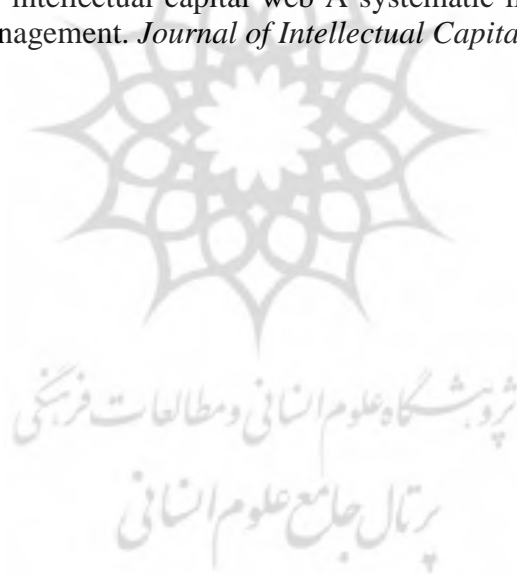 intellectual capital web A systematic
nagement. Journal of Intellectual Capita
پژوهشگاه علوم انسانی و مطالعات فرهنگی
پرتال جامع علوم انسانی